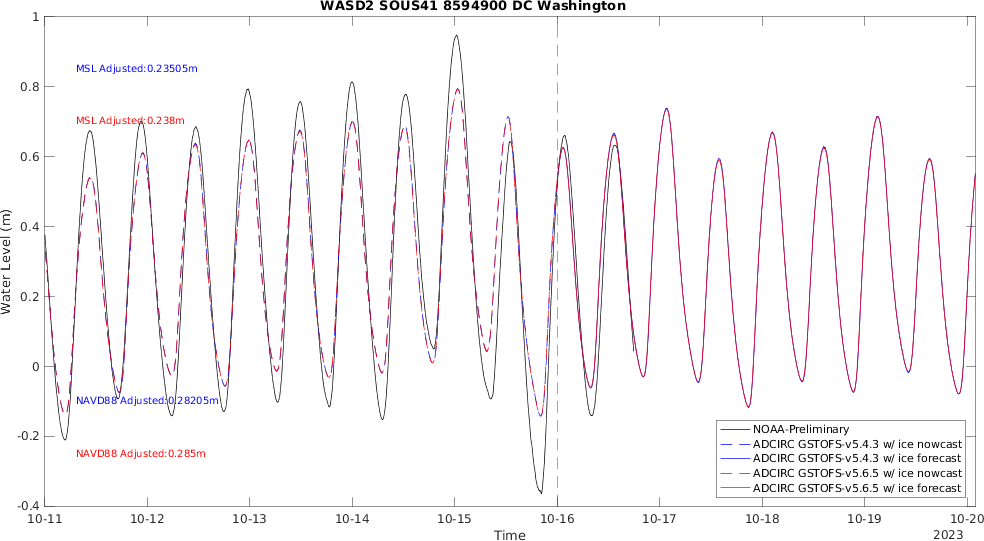 WASD2 SOUS41 8594900 DC Washington
1
0.8
0.6
0.4
0.2
0
-0.2
-0.4
Water Level (m)
MSL Adjusted:0.23505m
MSL Adjusted:0.238m
NAVD88 Adjusted:0.28205m
NAVD88 Adjusted:0.285m
NOAA-Preliminary
ADCIRC GSTOFS-v5.4.3 w/ ice nowcast
ADCIRC GSTOFS-v5.4.3 w/ ice forecast
ADCIRC GSTOFS-v5.6.5 w/ ice nowcast
ADCIRC GSTOFS-v5.6.5 w/ ice forecast
10-11 10-12 10-13 10-14 10-15 10-16 10-17 10-18 10-19 10-20
Time
2023